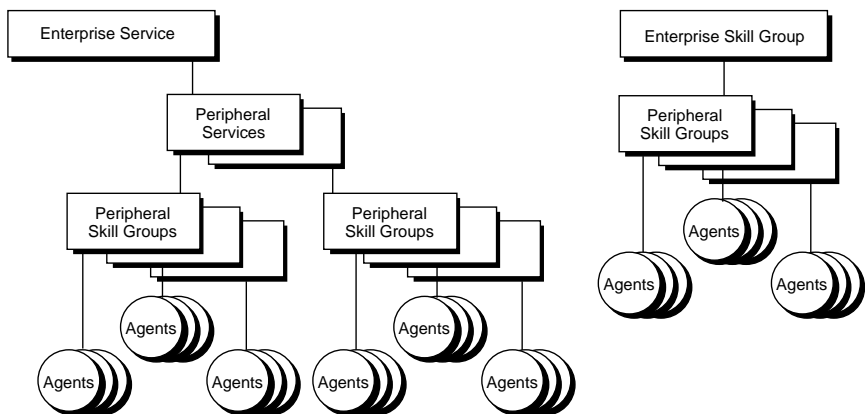 Enterprise Service
Enterprise Skill Group
Peripheral
Services
Peripheral
Skill Groups
Peripheral
Skill Groups
Peripheral
Skill Groups
Agents
Agents
Agents
Agents
Agents
Agents
Agents
Agents
Agents